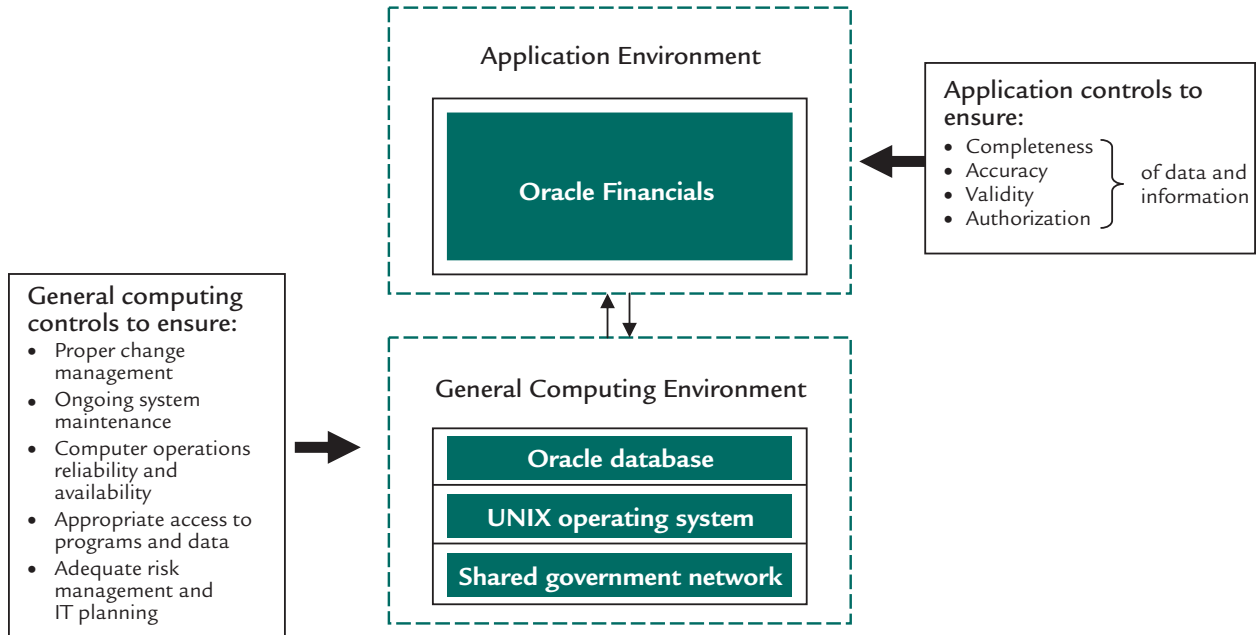 Application Environment
Oracle Financials
Application controls to
ensure:
• Completeness
• Accuracy
• Validity
• Authorization
of data and
information
General computing
controls to ensure:
• Proper change
management
• Ongoing system
maintenance
• Computer operations
reliability and
availability
• Appropriate access to
programs and data
• Adequate risk
management and
IT planning
General Computing Environment
Oracle database
UNIX operating system
Shared government network